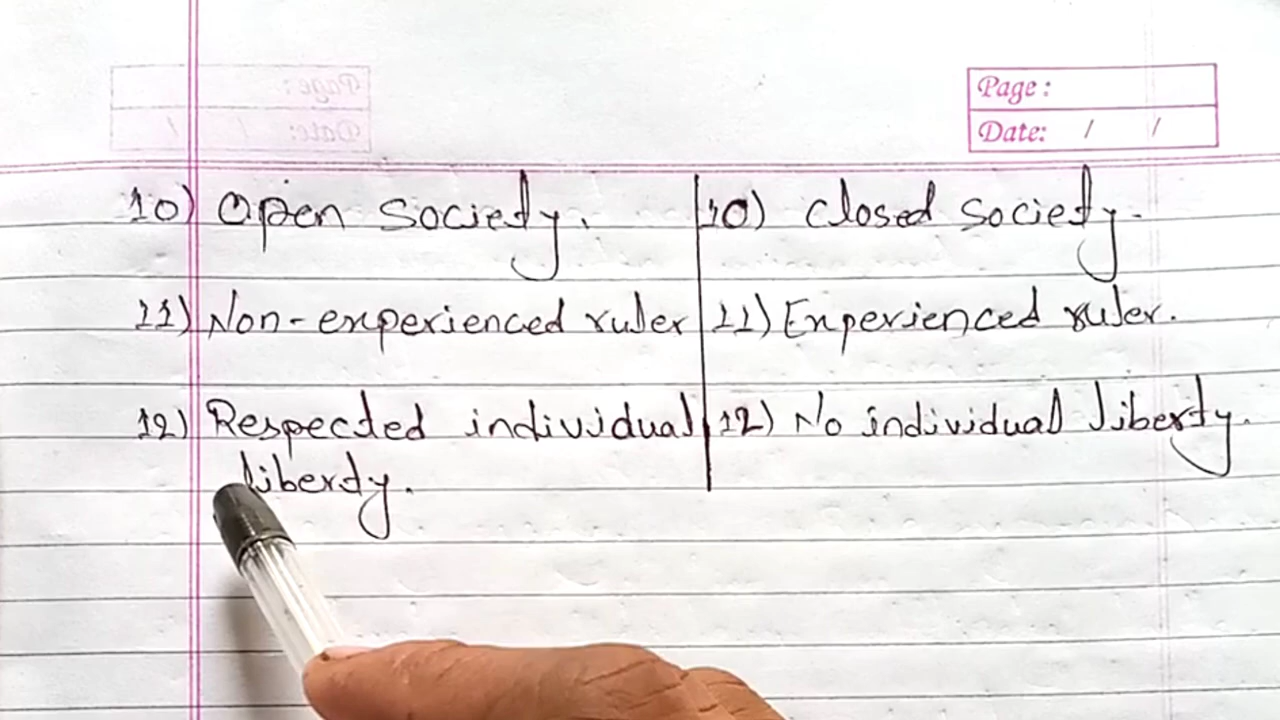 Page :
Date: / /
10) Open Society. 10) Closed Society.
11) Non-experienced ruler 11) Experienced ruler.
12) Respected individual 12) No individual liberty.
liberty.